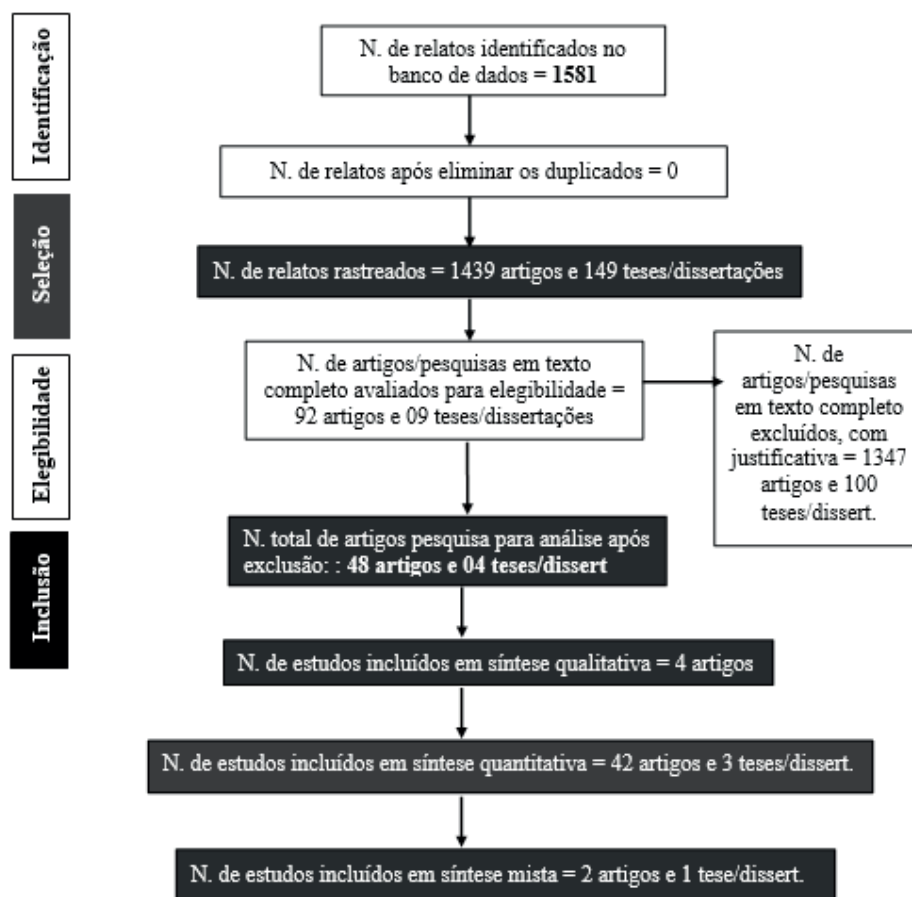 Identificação
N. de relatos identificados no
banco de dados = 1581
N. de relatos após eliminar os duplicados = 0
Seleção
N. de relatos rastreados = 1439 artigos e 149 teses/dissertações
Elegibilidade
N. de artigos/pesquisas em texto
completo avaliados para elegibilidade =
92 artigos e 09 teses/dissertações
N. de
artigos/pesquisas
em texto completo
excluídos, com
justificativa = 1347
artigos e 100
teses/dissert.
Inclusão
N. total de artigos pesquisa para análise após
exclusão: : 48 artigos e 04 teses/dissert
N. de estudos incluídos em síntese qualitativa = 4 artigos
N. de estudos incluídos em síntese quantitativa = 42 artigos e 3 teses/dissert.
N. de estudos incluídos em síntese mista = 2 artigos e 1 tese/dissert.